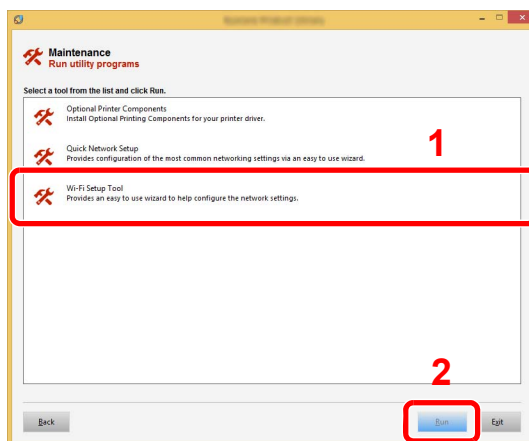 Maintenance
Run utility programs
Select a tool from the list and click Run.
Optional Printer Components
Install Optional Printing Components for your printer driver.
1
Quick Network Setup
Provides configuration of the most common networking settings via an easy to use wizard.
Wi-Fi Setup Tool
Provides an easy to use wizard to help configure the network settings.
2
Back
Run
Exit